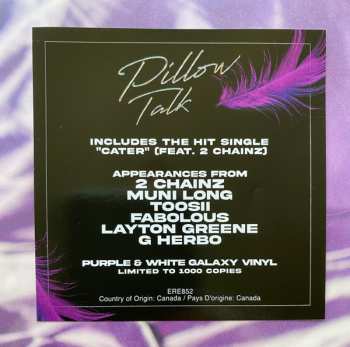 Pillow
Talk
INCLUDES THE HIT SINGLE
"CATER" (FEAT. 2 CHAINZ)
APPEARANCES FROM
2 CHAINZ
MUNI LONG
TOOSII
FABOLOUS
LAYTON GREENE
G HERBO
PURPLE & WHITE GALAXY VINYL
LIMITED TO 1000 COPIES
ERE852
Country of Origin: Canada / Pays D'origine: Canada